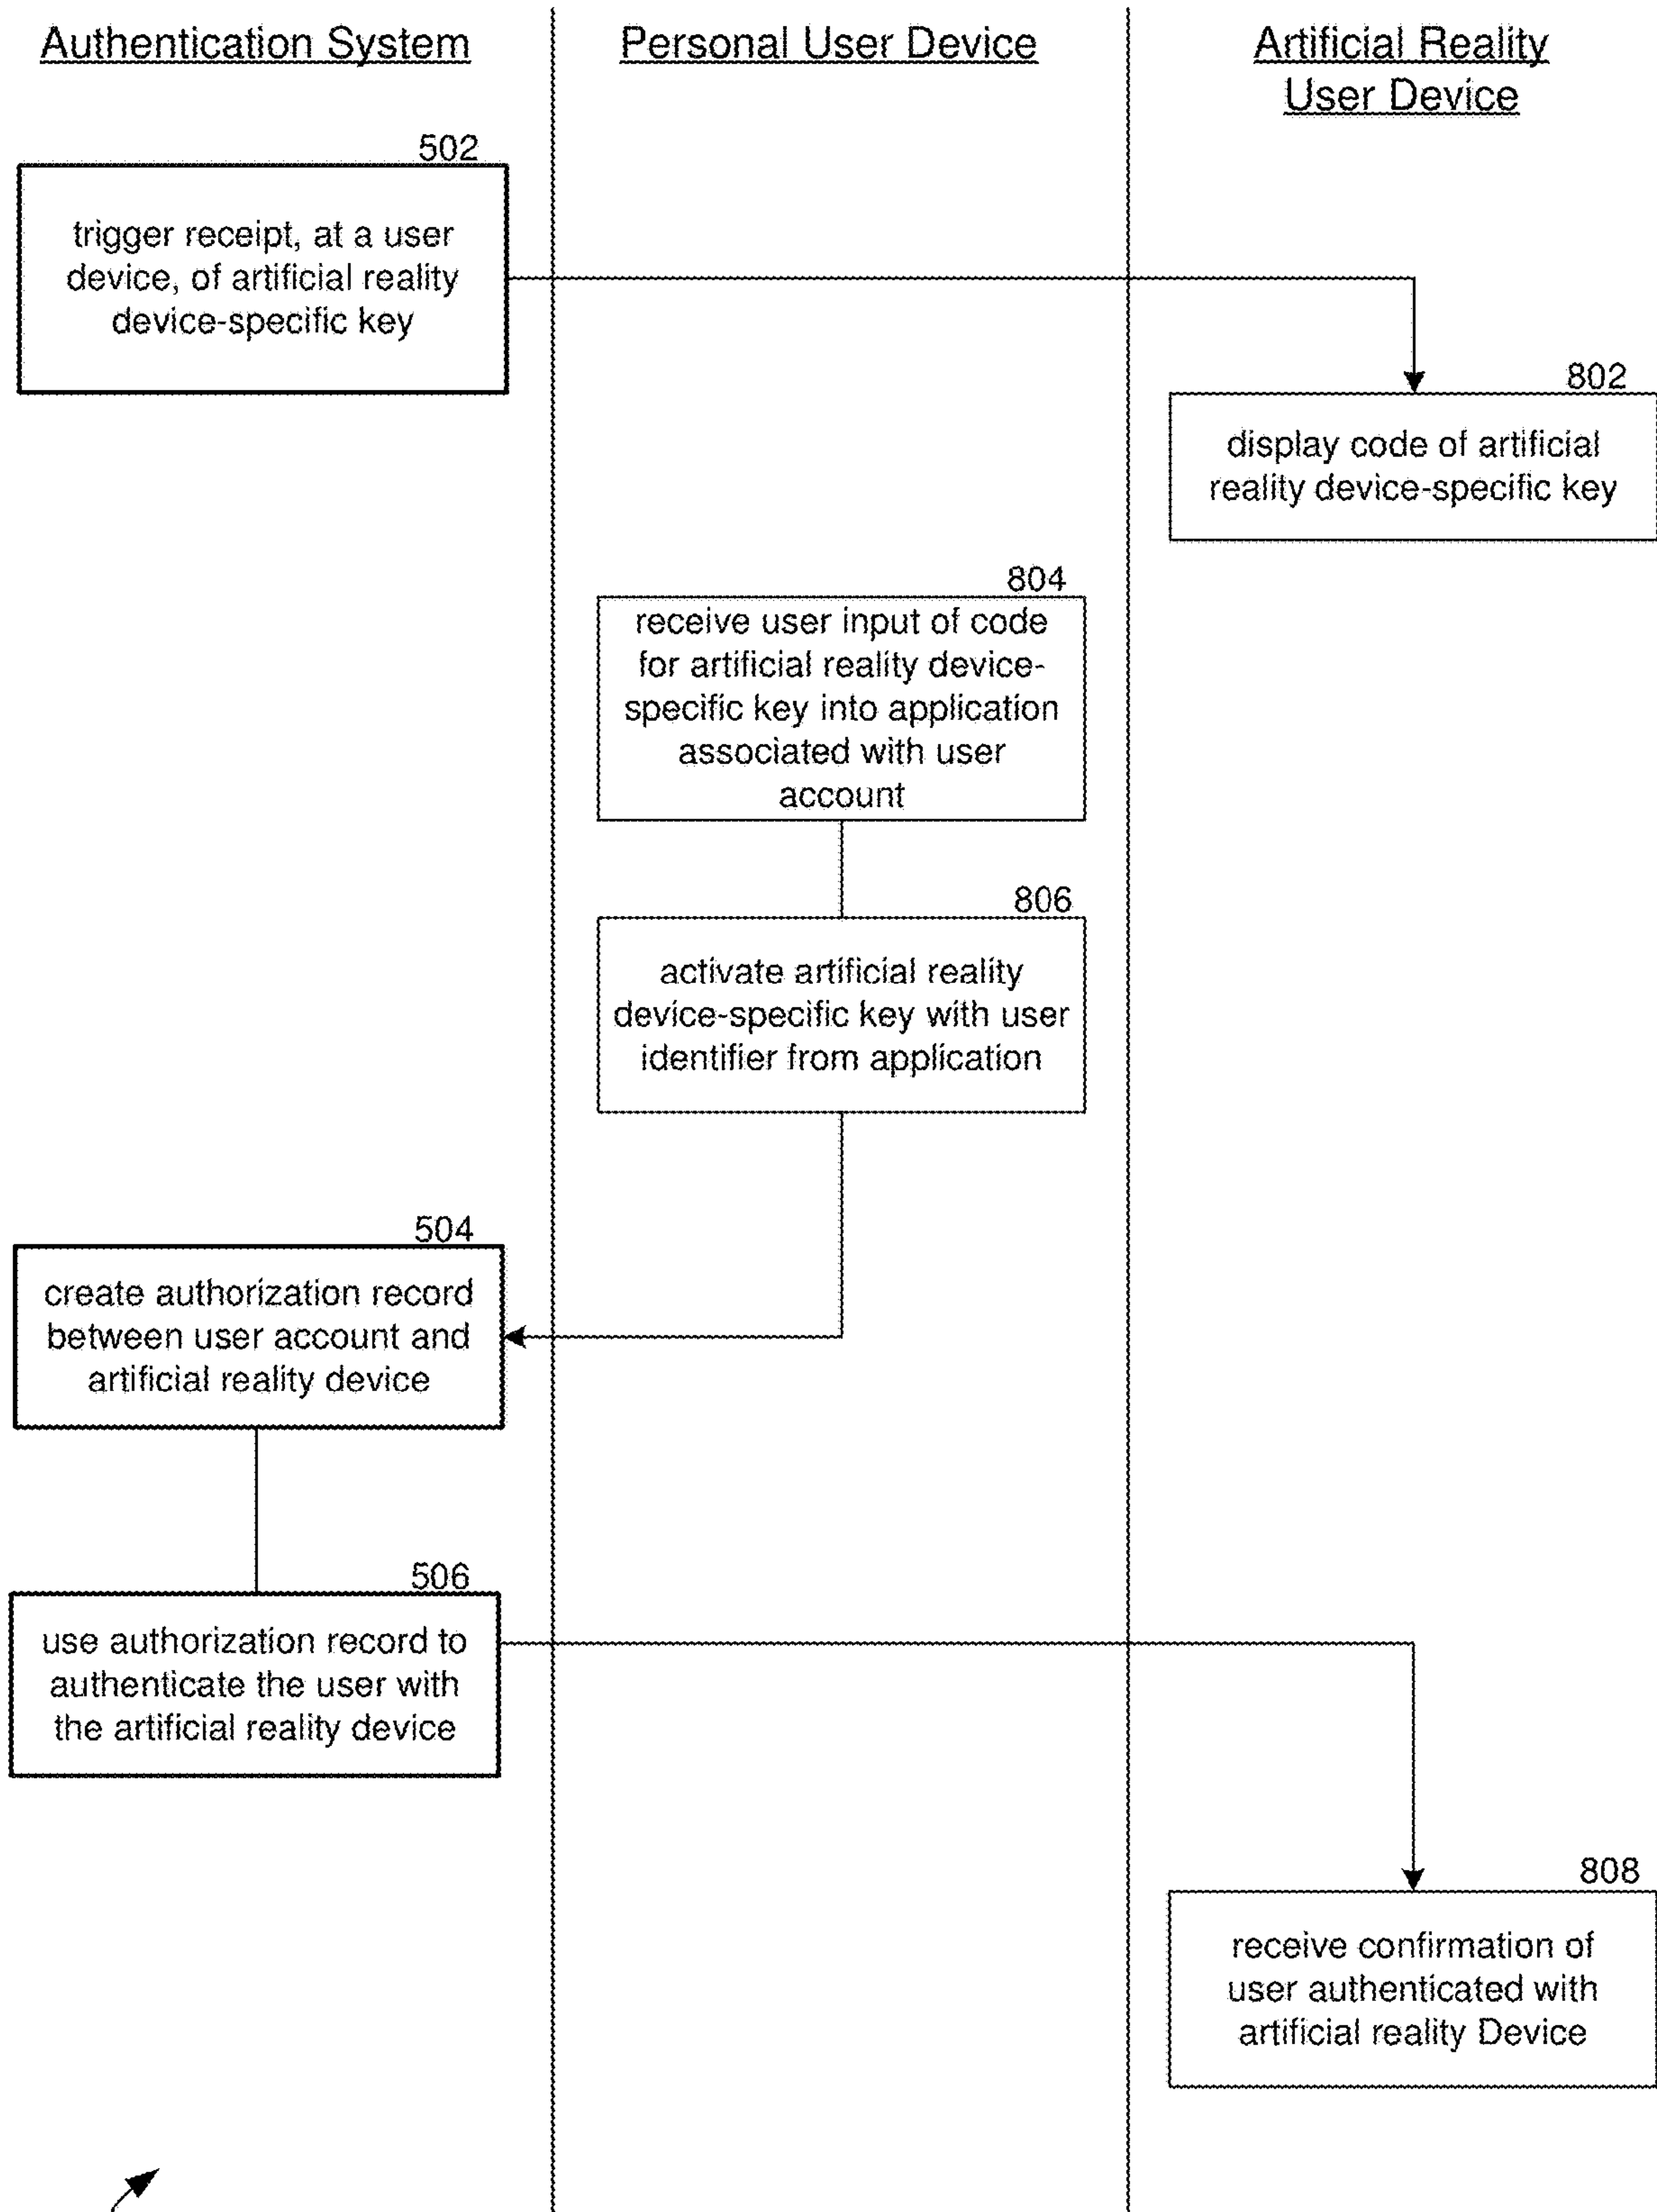 Authentication System
Personal User Device
Artificial Reality
User Device
502
trigger receipt, at a user
device, of artificial reality
device-specific key
802
display code of artificial
reality device-specific key
804
receive user input of code
for artificial reality device-
specific key into application
associated with user
account
806
activate artificial reality
device-specific key with user
identifier from application
504
create authorization record
between user account and
artificial reality device
506
use authorization record to
authenticate the user with
the artificial reality device
808
receive confirmation of
user authenticated with
artificial reality Device